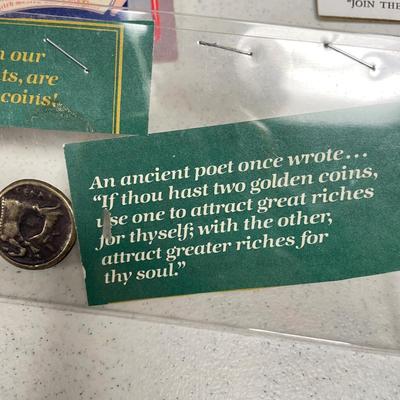 "JOIN THE
n our
ts, are
coins!
An ancient poet once wrote...
"If thou hast two golden coins,
use one to attract great riches
for thyself; with the other,
attract greater riches for
thy soul."